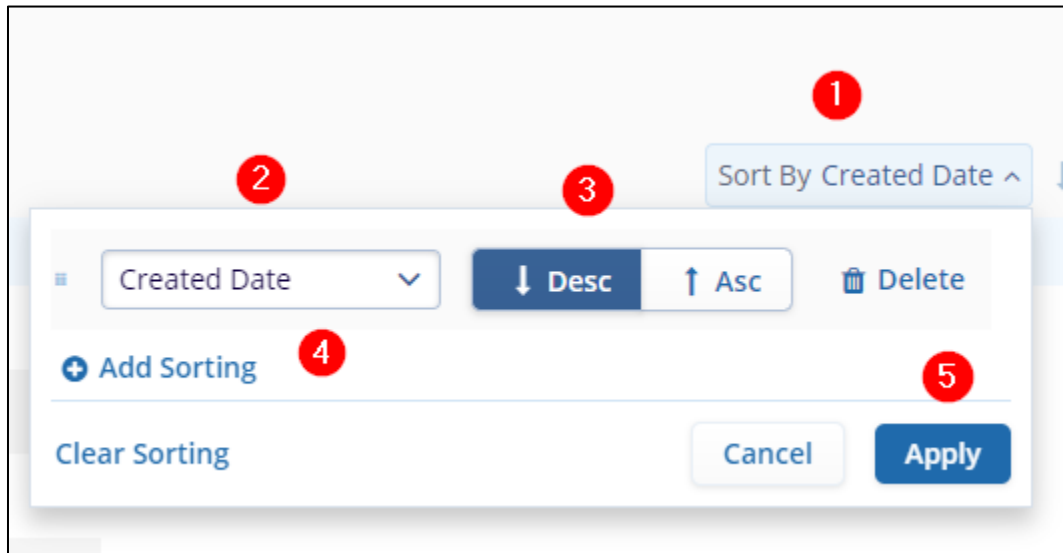 1
Sort By Created Date
2
3
Created Date
Desc
Asc
Delete
4
Add Sorting
5
Clear Sorting
Cancel
Apply